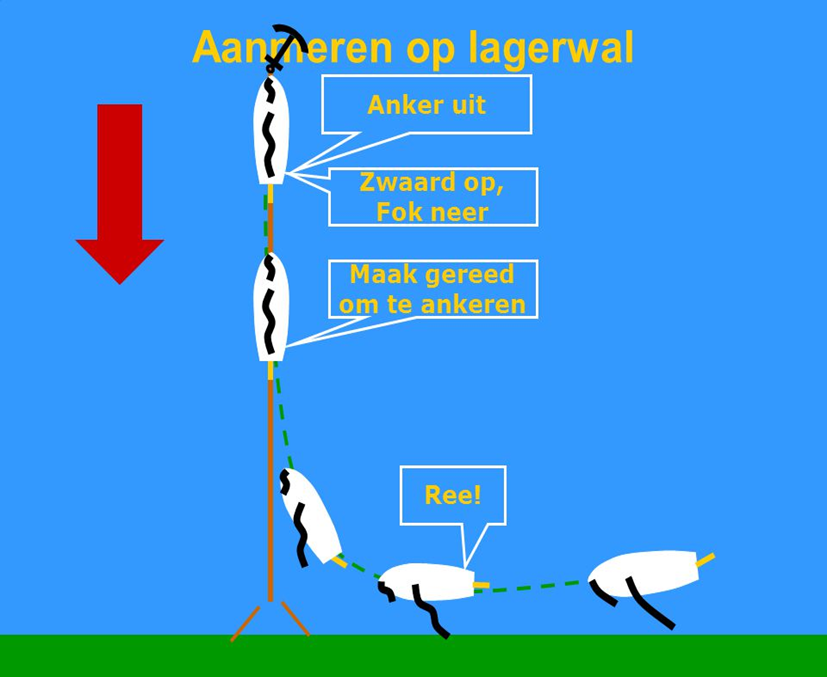 Aanmeren op lagerwal
Anker uit
Zwaard op,
Fok neer
Maak gereed
om te ankeren
Ree!